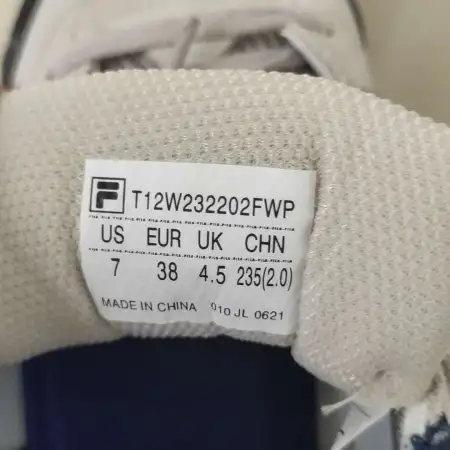 T12W232202FWP
US EUR UK CHN
7 38 4.5 235(2.0)
MADE IN CHINA 010 JL 0621